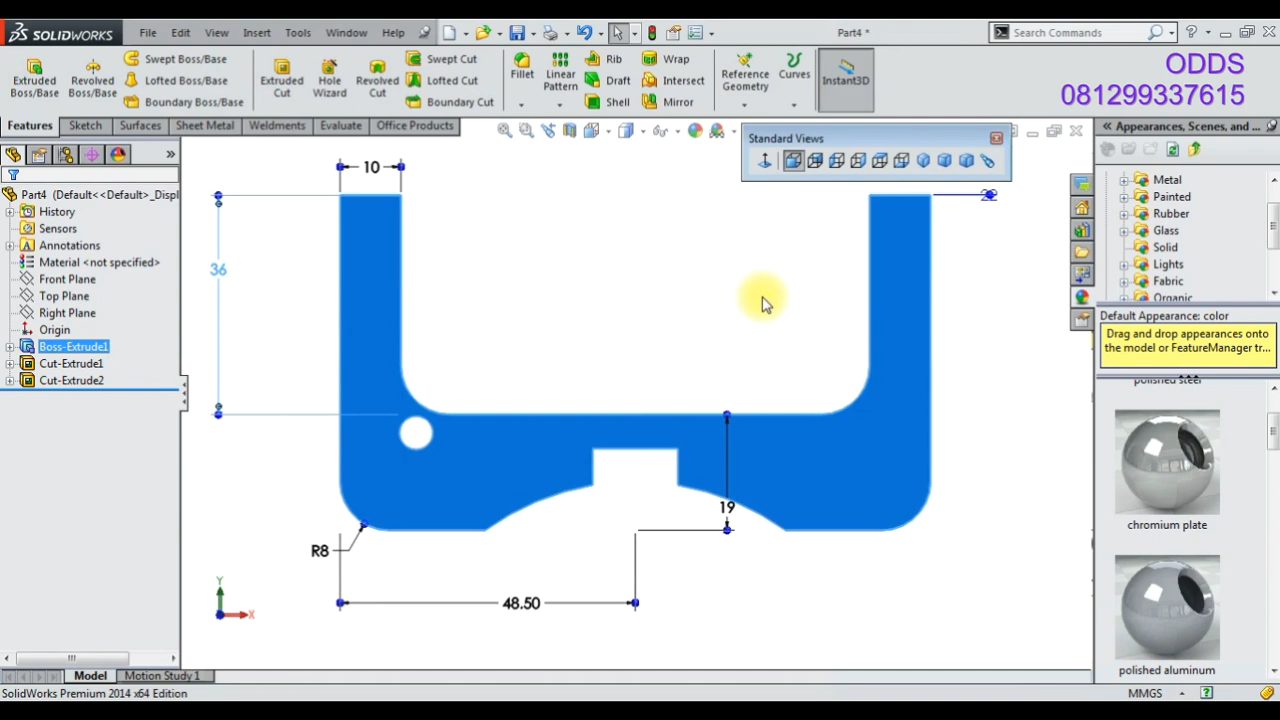 SOLIDWORKS
File Edit View Insert Tools Window Help
Part4 *
Search Commands
ODDS
081299337615
Extruded Boss/Base
Revolved Boss/Base
Swept Boss/Base
Lofted Boss/Base
Boundary Boss/Base
Extruded Cut
Hole Wizard
Revolved Cut
Swept Cut
Lofted Cut
Boundary Cut
Fillet
Linear Pattern
Rib
Draft
Shell
Wrap
Intersect
Mirror
Reference Geometry
Curves
Instant3D
Features Sketch Surfaces Sheet Metal Weldments Evaluate Office Products
Standard Views
Appearances, Scenes, and...
Part4 (Default<<Default>_Displ
History
Sensors
Annotations
Material <not specified>
Front Plane
Top Plane
Right Plane
Origin
Boss-Extrude1
Cut-Extrude1
Cut-Extrude2
10
36
19
R8
48.50
Metal
Painted
Rubber
Glass
Solid
Lights
Fabric
Organic
Default Appearance: color
Drag and drop appearances onto
the model or FeatureManager tr...
polished steel
chromium plate
polished aluminum
Model Motion Study 1
SolidWorks Premium 2014 x64 Edition
MMGS